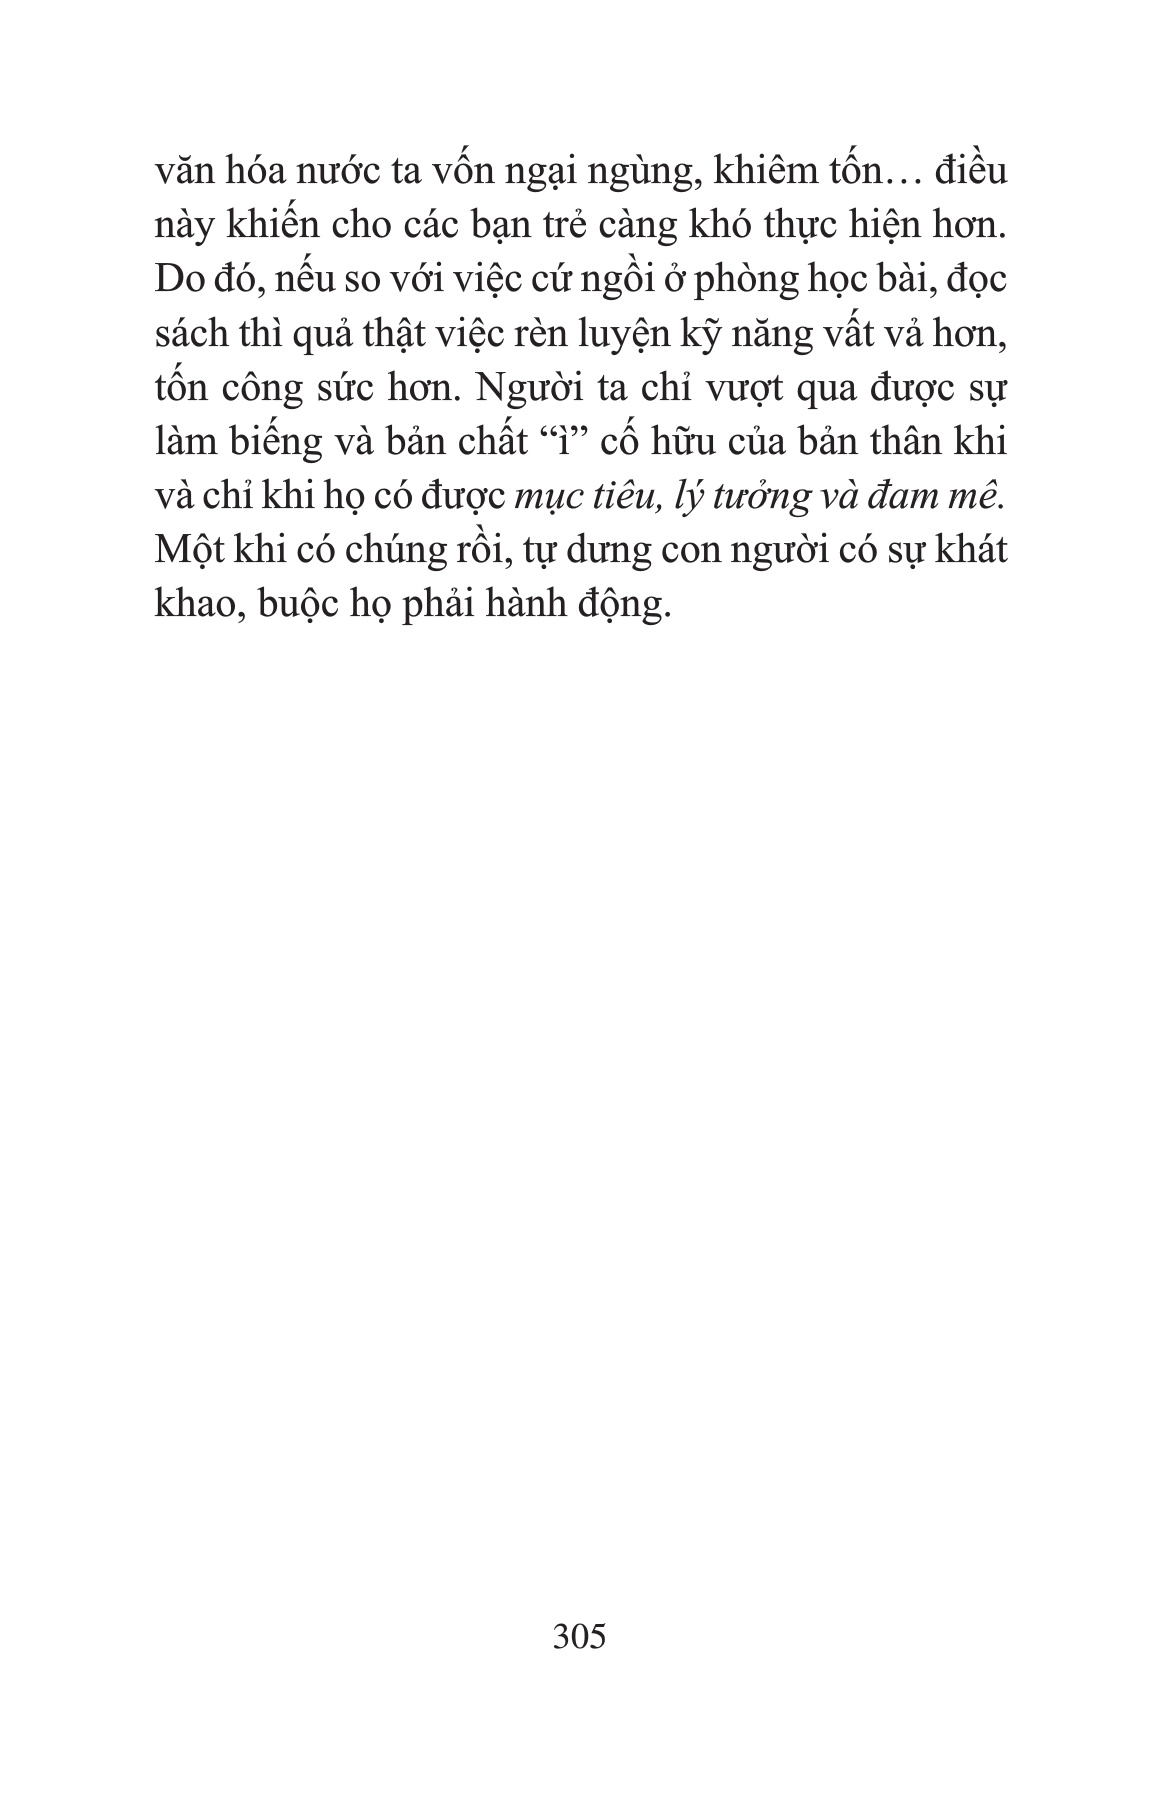 văn hóa nước ta vốn ngại ngùng, khiêm tốn… điều
này khiến cho các bạn trẻ càng khó thực hiện hơn.
Do đó, nếu so với việc cứ ngồi ở phòng học bài, đọc
sách thì quả thật việc rèn luyện kỹ năng vất vả hơn,
tốn công sức hơn. Người ta chỉ vượt qua được sự
làm biếng và bản chất “ì” cố hữu của bản thân khi
và chỉ khi họ có được mục tiêu, lý tưởng và đam mê.
Một khi có chúng rồi, tự dưng con người có sự khát
khao, buộc họ phải hành động.
305